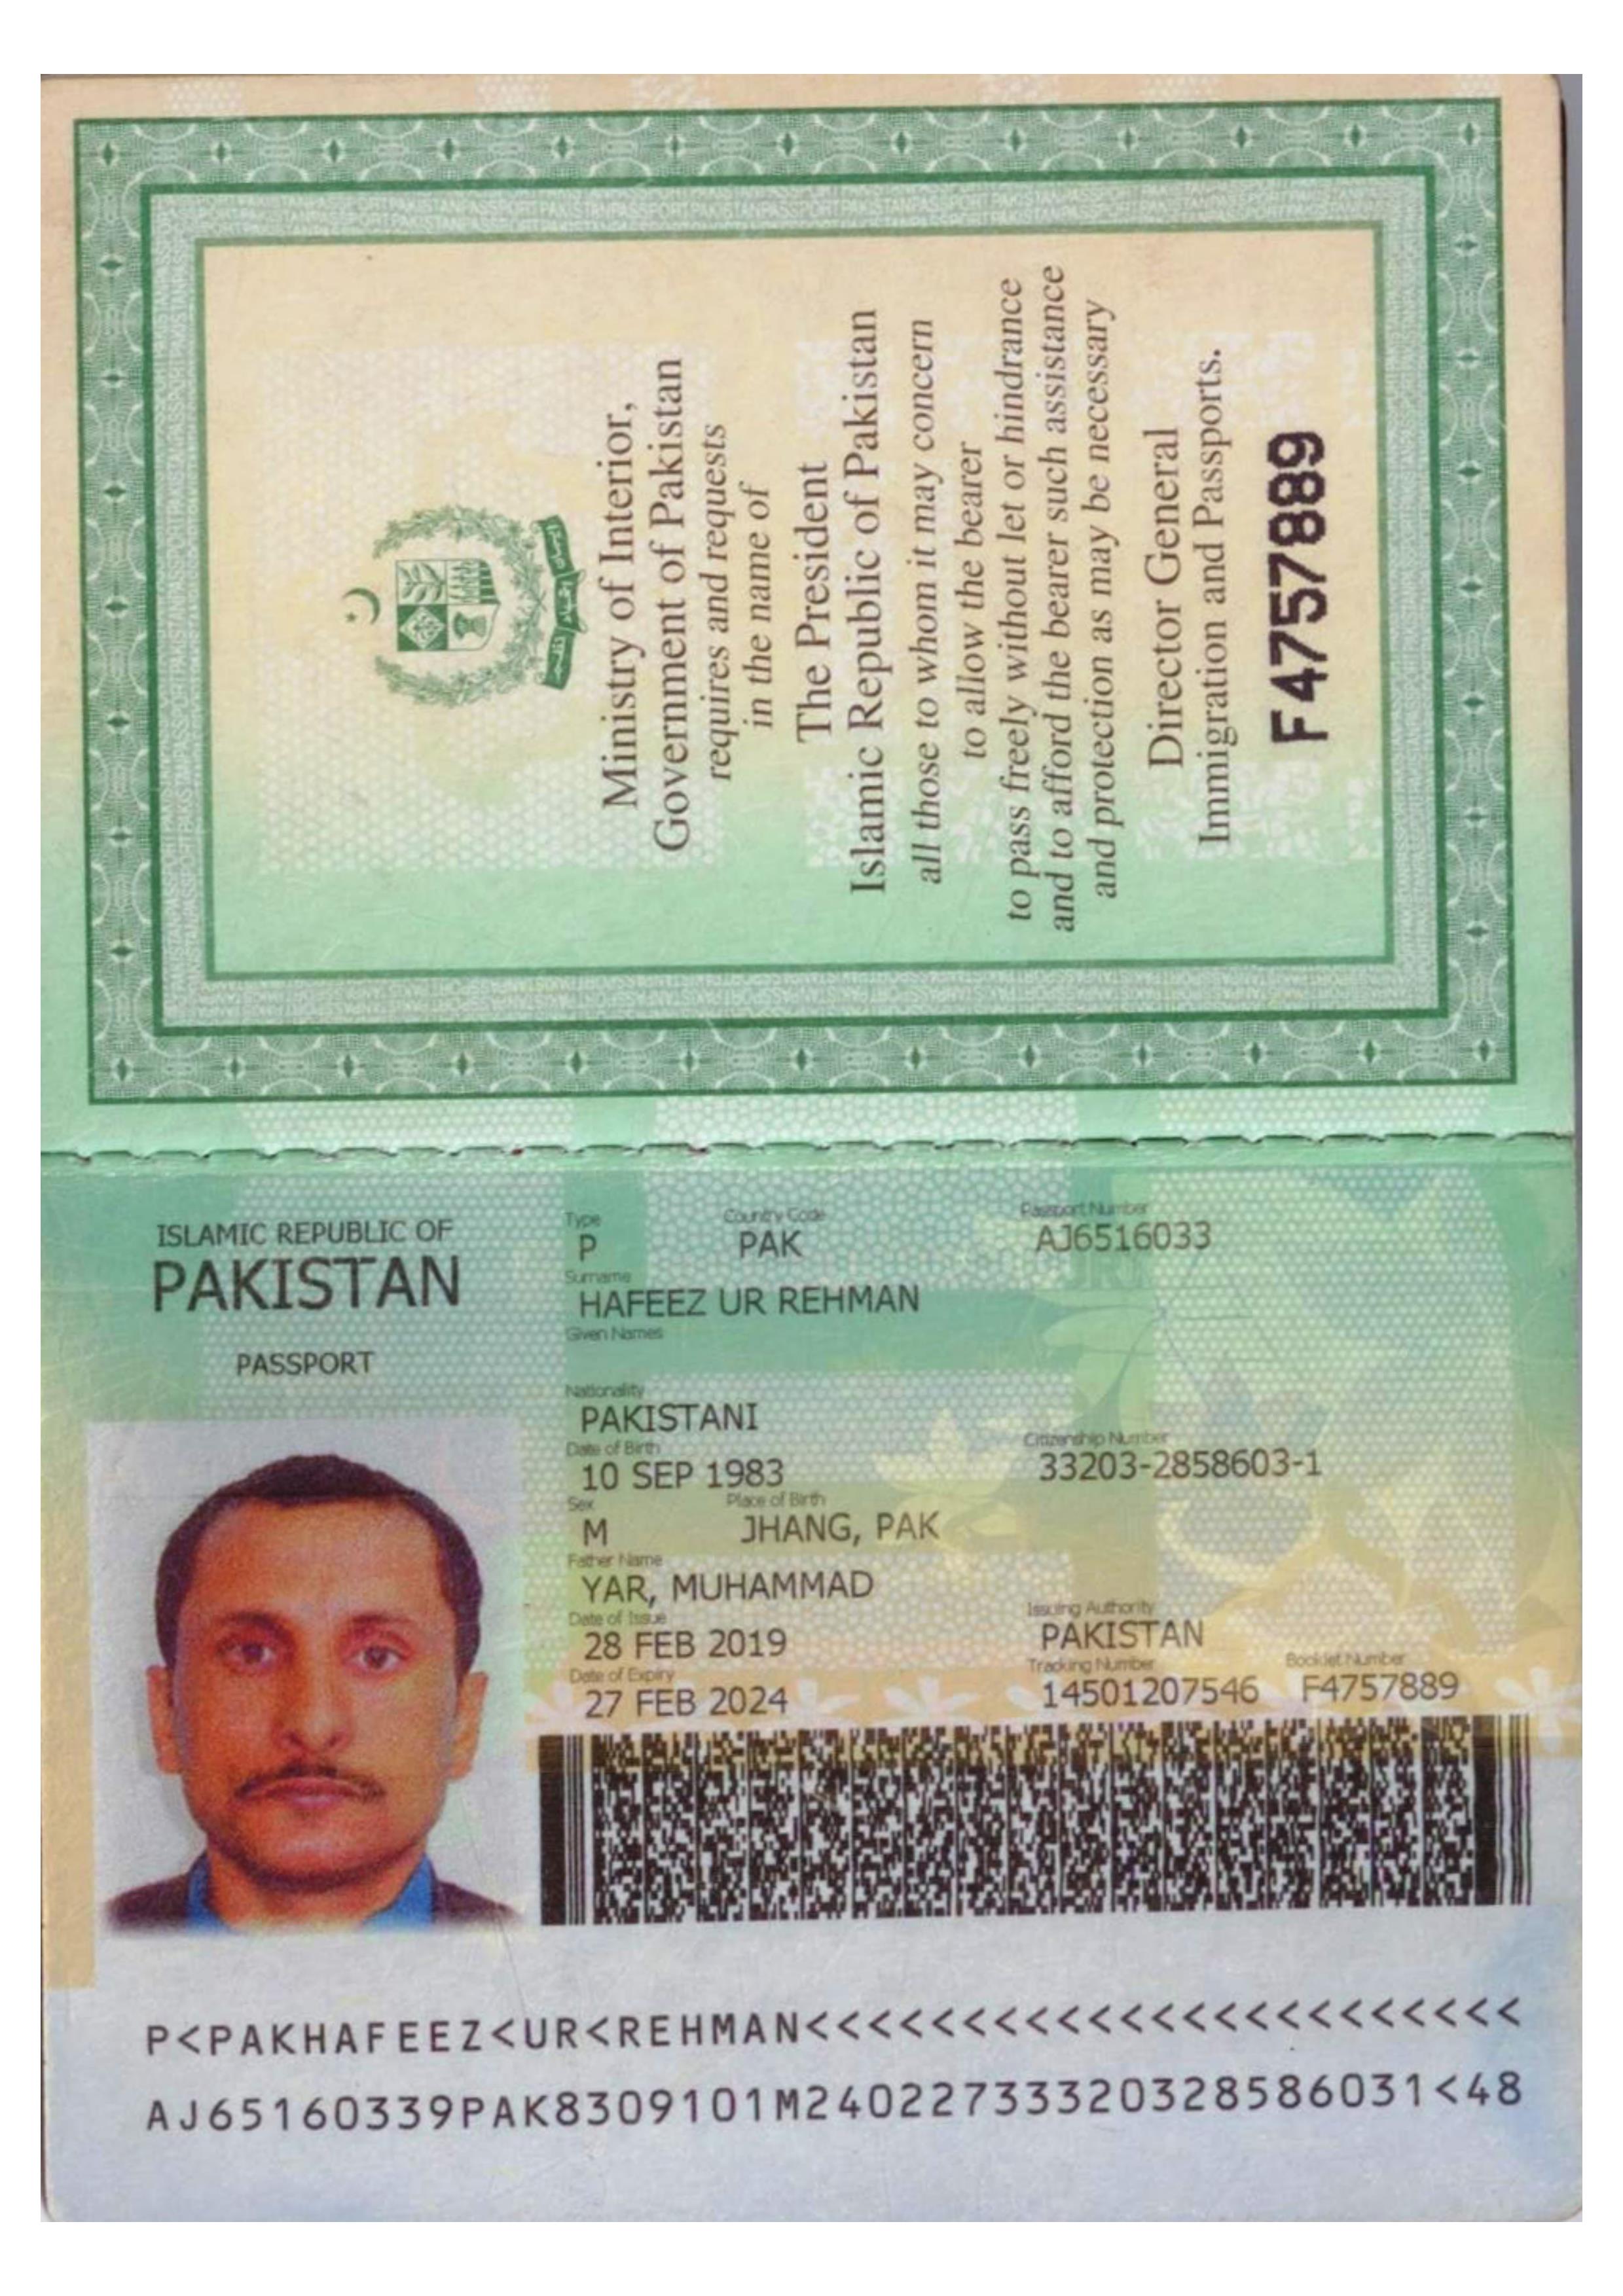 Ministry of Interior,
Government of Pakistan
requires and requests
in the name of
The President
Islamic Republic of Pakistan
all those to whom it may concern
to allow the bearer
to pass freely without let or hindrance
and to afford the bearer such assistance
and protection as may be necessary
Director General
Immigration and Passports.
F4757889
ISLAMIC REPUBLIC OF
PAKISTAN
PASSPORT
Type Country Code Passport Number
P PAK AJ6516033
Surname
HAFEEZ UR REHMAN
Given Names
Nationality
PAKISTANI
Date of Birth Citizenship Number
10 SEP 1983 33203-2858603-1
Sex Place of Birth
M JHANG, PAK
Father Name
YAR, MUHAMMAD
Date of Issue Issuing Authority
28 FEB 2019 PAKISTAN
Date of Expiry Tracking Number Booklet Number
27 FEB 2024 14501207546 F4757889
P<PAKHAFEEZ<UR<REHMAN<<<<<<<<<<<<<<<<<<<<<<<
AJ65160339PAK8309101M24022733320328586031<48